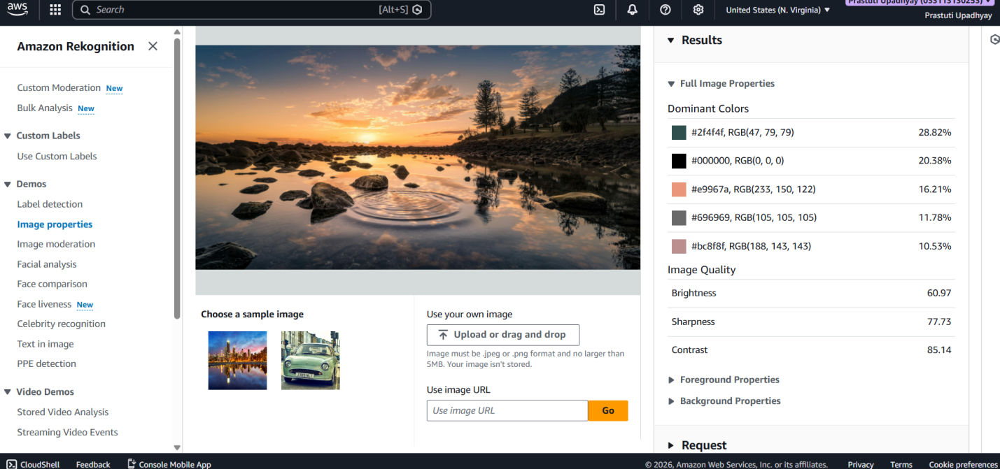 aws
Search
[Alt+S]
United States (N. Virginia) ▼
Prastuti Upadhyay
Amazon Rekognition
Custom Moderation New
Bulk Analysis New
Custom Labels
Use Custom Labels
Demos
Label detection
Image properties
Image moderation
Facial analysis
Face comparison
Face liveness New
Celebrity recognition
Text in image
PPE detection
Video Demos
Stored Video Analysis
Streaming Video Events
Choose a sample image
Use your own image
Upload or drag and drop
Image must be .jpeg or .png format and no larger than
5MB. Your image isn't stored.
Use image URL
Use image URL
Go
Results
Full Image Properties
Dominant Colors
#2f4f4f, RGB(47, 79, 79) 28.82%
#000000, RGB(0, 0, 0) 20.38%
#e9967a, RGB(233, 150, 122) 16.21%
#696969, RGB(105, 105, 105) 11.78%
#bc8f8f, RGB(188, 143, 143) 10.53%
Image Quality
Brightness 60.97
Sharpness 77.73
Contrast 85.14
Foreground Properties
Background Properties
Request
CloudShell Feedback Console Mobile App
© 2026, Amazon Web Services, Inc. or its affiliates. Privacy Terms Cookie preferences